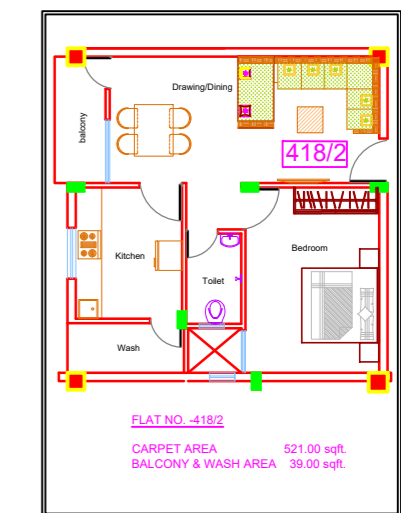 Drawing/Dining
balcony
418/2
Bedroom
Kitchen
Toilet
Wash
FLAT NO. -418/2
CARPET AREA 521.00 sqft.
BALCONY & WASH AREA 39.00 sqft.